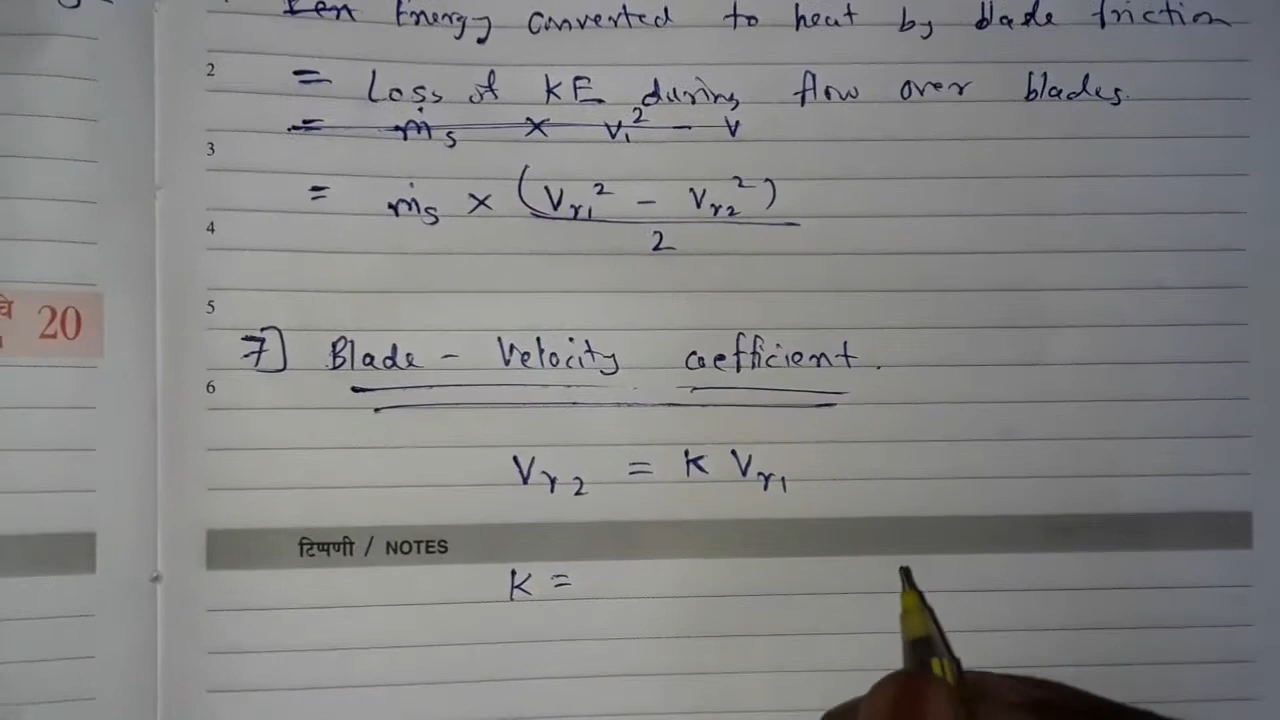 Energy converted to heat by blade friction
2
= Loss of KE during flow over blades.
= ṁs × V1² - V
3
= ṁs × (Vr1² - Vr2²) / 2
4
5
20
7] Blade - Velocity coefficient.
6
Vr2 = K Vr1
टिप्पणी / NOTES
K =